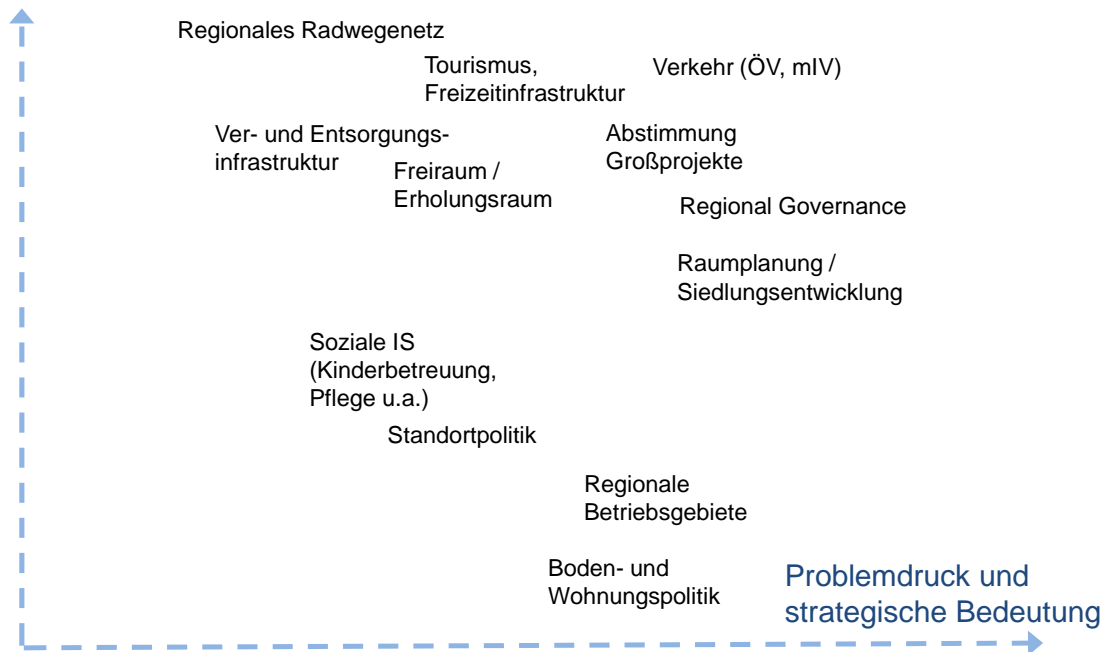 Regionales Radwegenetz
Tourismus,
Freizeitinfrastruktur
Verkehr (ÖV, mIV)
Ver- und Entsorgungs-
infrastruktur
Abstimmung
Großprojekte
Freiraum /
Erholungsraum
Regional Governance
Raumplanung /
Siedlungsentwicklung
Soziale IS
(Kinderbetreuung,
Pflege u.a.)
Standortpolitik
Regionale
Betriebsgebiete
Boden- und
Wohnungspolitik
Problemdruck und
strategische Bedeutung